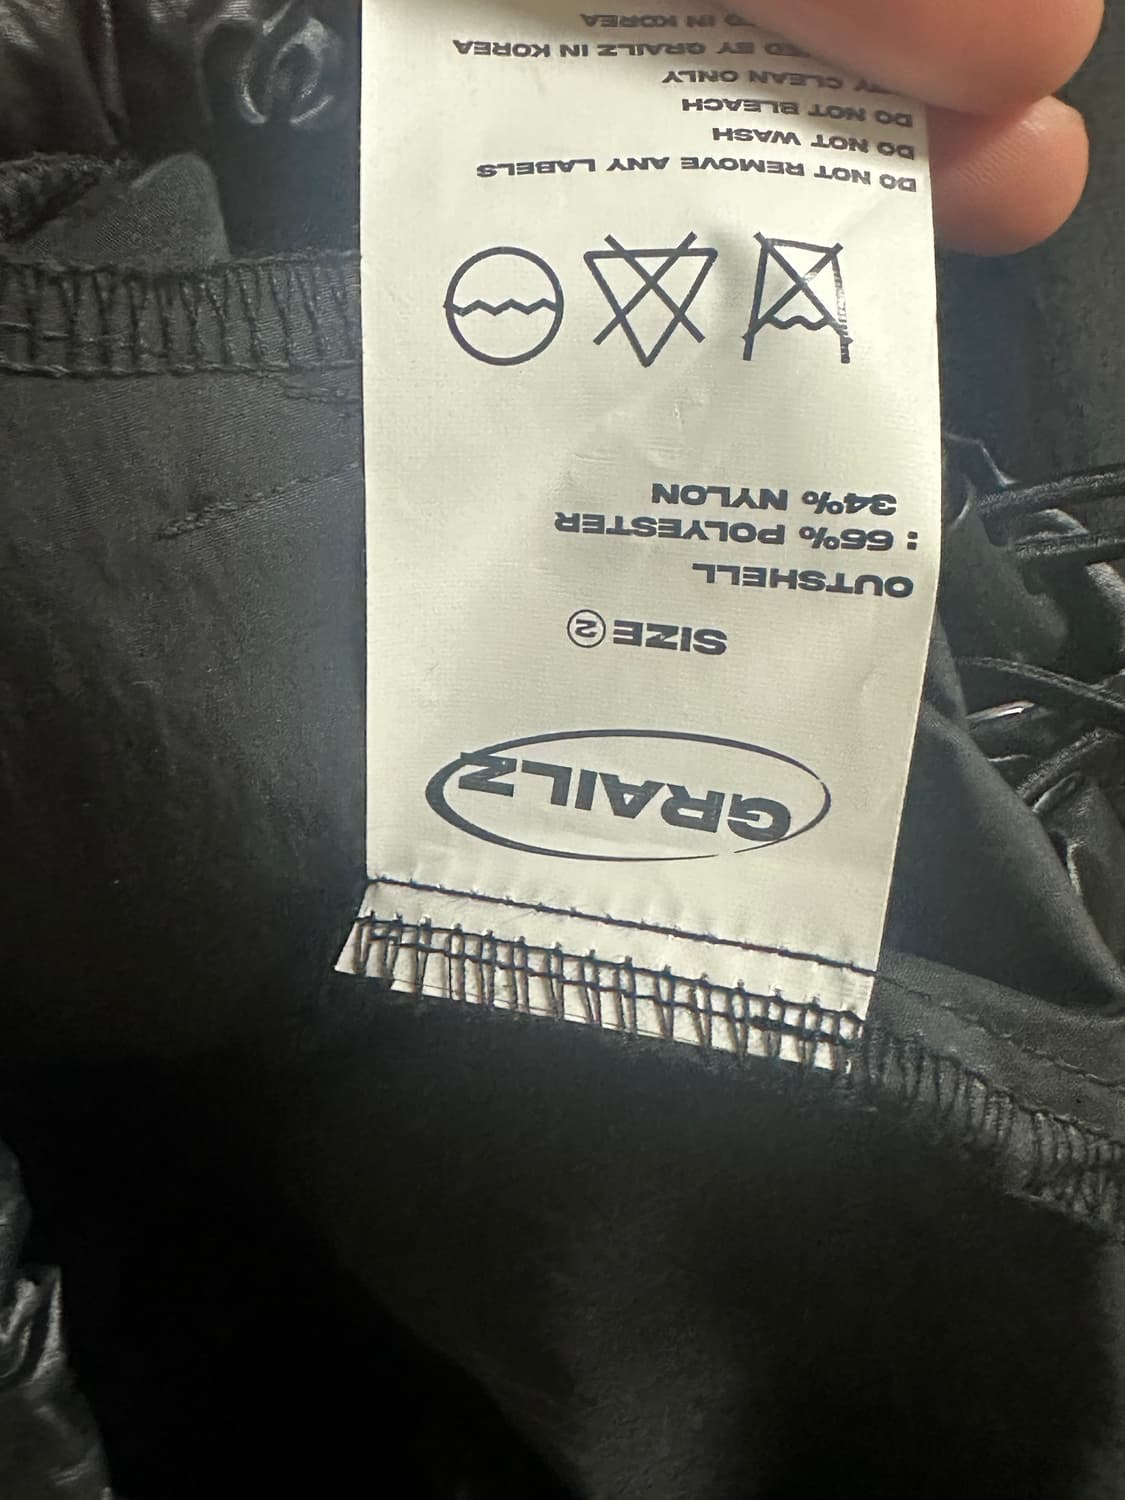 GRAILZ
SIZE 2
OUTSHELL
: 66% POLYESTER
34% NYLON
DO NOT REMOVE ANY LABELS
DO NOT WASH
DO NOT BLEACH
CLEAN ONLY
BY GRAILZ IN KOREA
IN KOREA